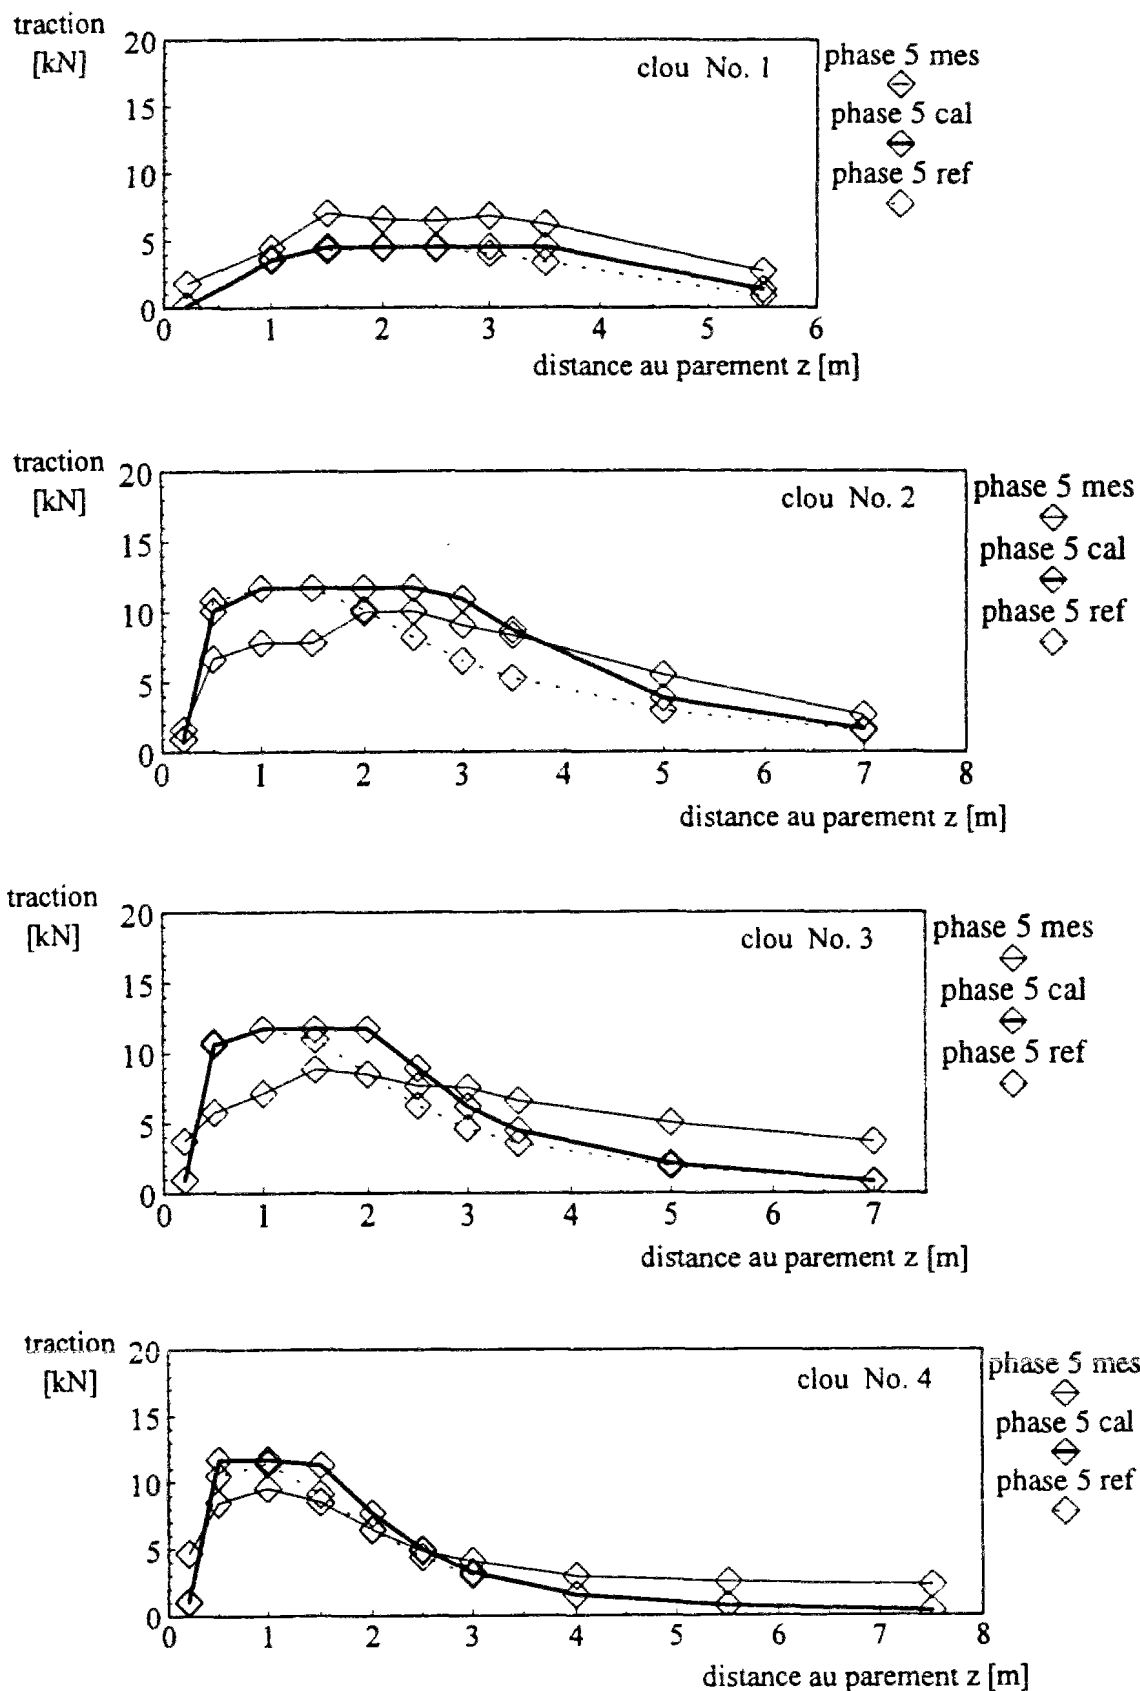 traction
[kN]
20
15
10
5
0
clou No. 1
phase 5 mes
phase 5 cal
phase 5 ref
0 1 2 3 4 5 6
distance au parement z [m]
traction
[kN]
20
15
10
5
0
clou No. 2
phase 5 mes
phase 5 cal
phase 5 ref
0 1 2 3 4 5 6 7 8
distance au parement z [m]
traction
[kN]
20
15
10
5
0
clou No. 3
phase 5 mes
phase 5 cal
phase 5 ref
0 1 2 3 4 5 6 7
distance au parement z [m]
traction
[kN]
20
15
10
5
0
clou No. 4
phase 5 mes
phase 5 cal
phase 5 ref
0 1 2 3 4 5 6 7 8
distance au parement z [m]